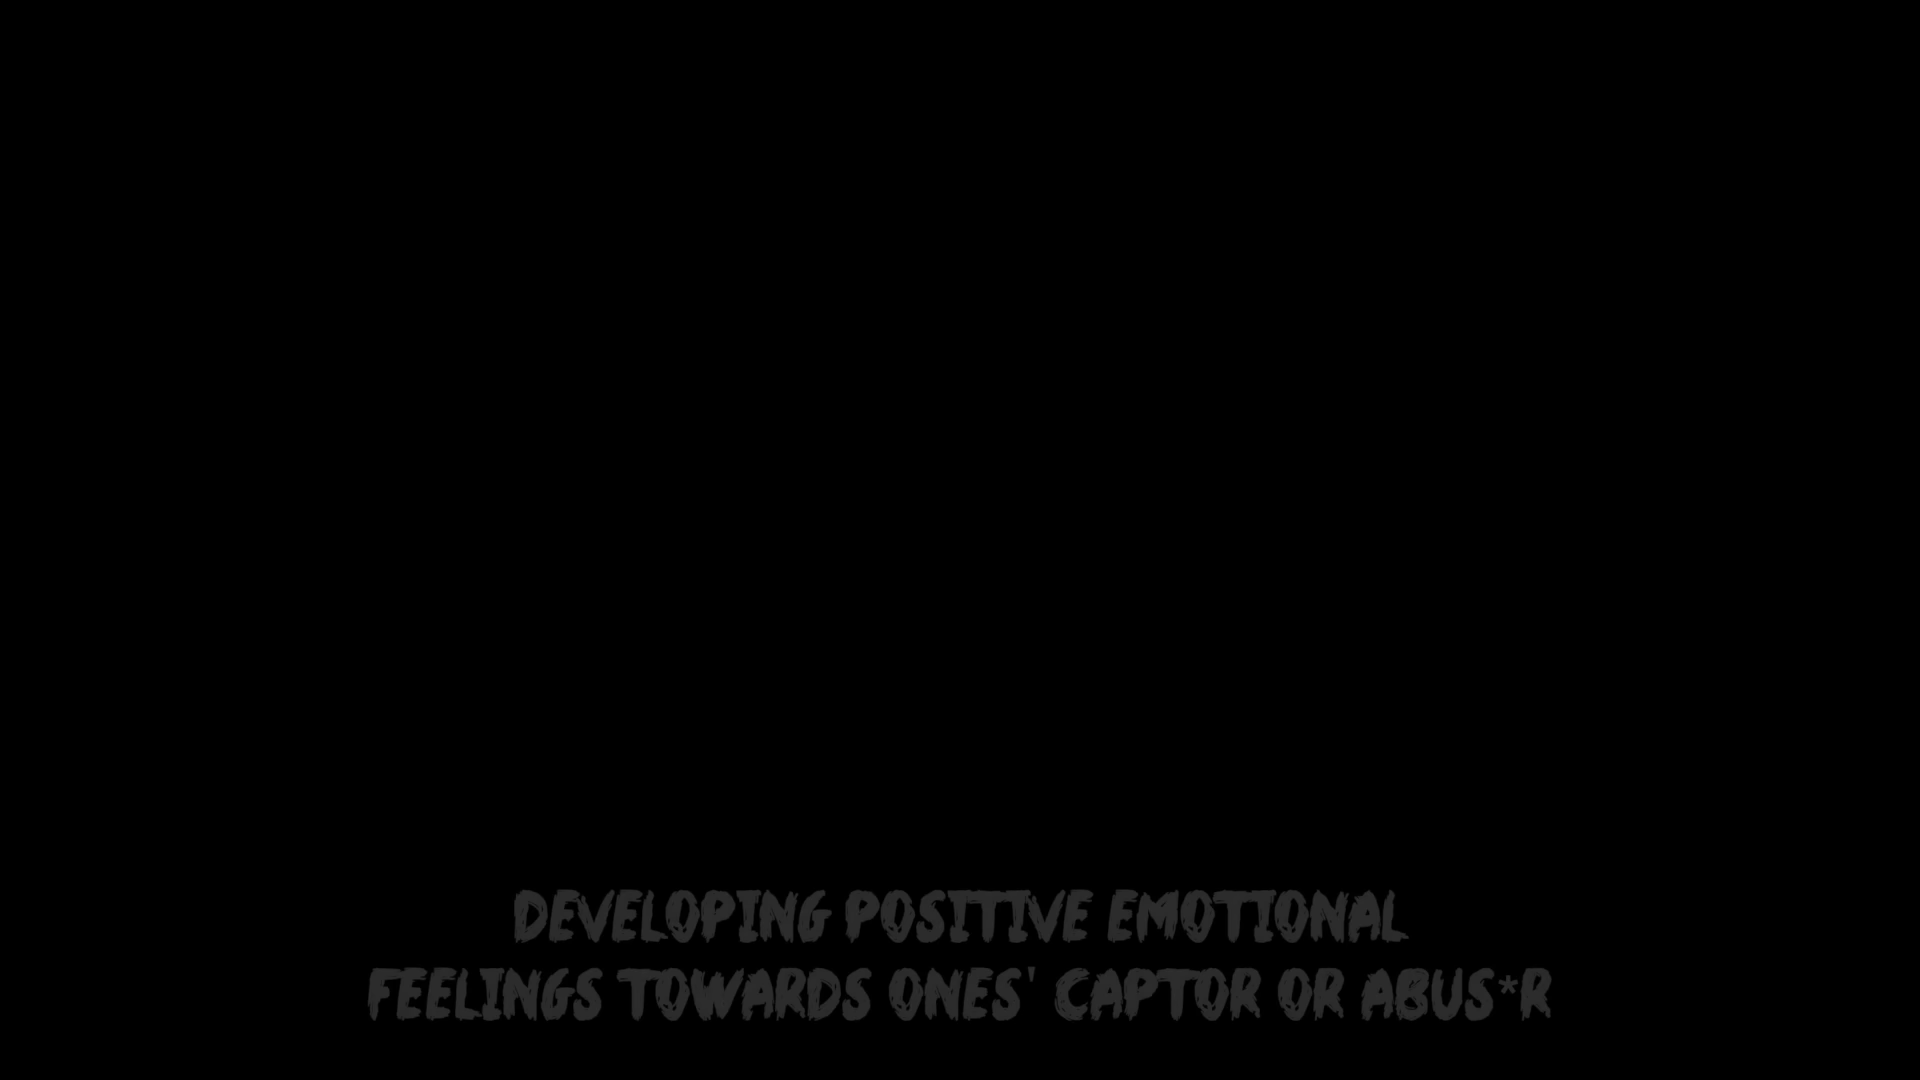 DEVELOPING POSITIVE EMOTIONAL
FEELINGS TOWARDS ONES' CAPTOR OR ABUS*R